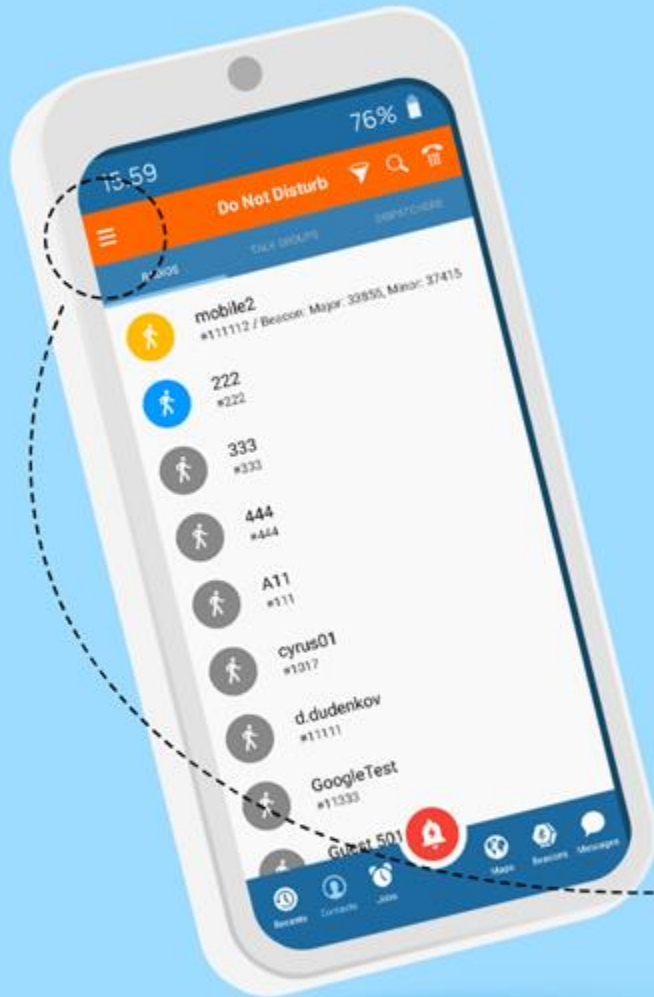 15.59
76%
Do Not Disturb
RADIOS
TALK GROUPS
DISPATCHERS
mobile2
#111112 / Beacon: Major: 33855, Minor: 37415
222
#222
333
#333
444
#444
A11
#111
cyrus01
#1317
d.dudenkov
#11111
GoogleTest
#11333
Guest 501
Recents
Contacts
Jobs
Maps
Beacons
Messages